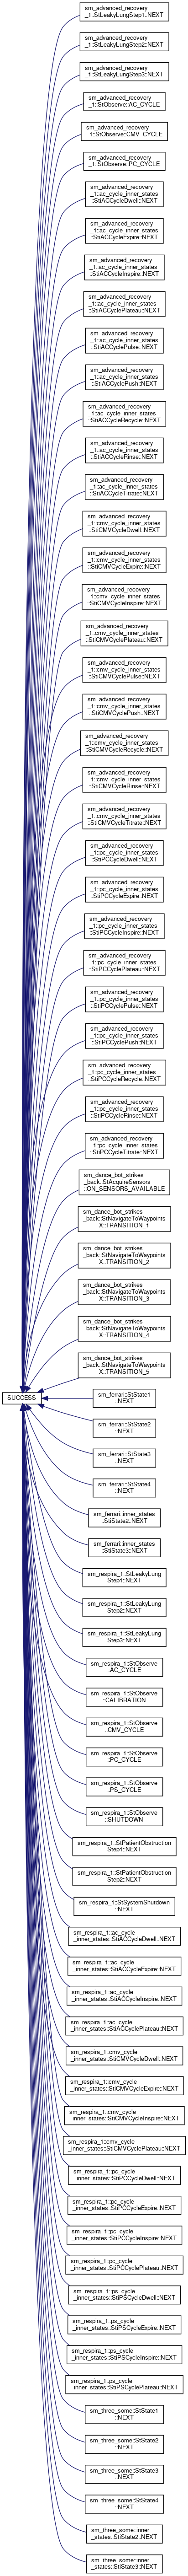 sm_advanced_recovery
_1::StLeakyLungStep1::NEXT
sm_advanced_recovery
_1::StLeakyLungStep2::NEXT
sm_advanced_recovery
_1::StLeakyLungStep3::NEXT
sm_advanced_recovery
_1::StObserve::AC_CYCLE
sm_advanced_recovery
_1::StObserve::CMV_CYCLE
sm_advanced_recovery
_1::StObserve::PC_CYCLE
sm_advanced_recovery
_1::ac_cycle_inner_states
::StiACCycleDwell::NEXT
sm_advanced_recovery
_1::ac_cycle_inner_states
::StiACCycleExpire::NEXT
sm_advanced_recovery
_1::ac_cycle_inner_states
::StiACCycleInspire::NEXT
sm_advanced_recovery
_1::ac_cycle_inner_states
::StiACCyclePlateau::NEXT
sm_advanced_recovery
_1::ac_cycle_inner_states
::StiACCyclePulse::NEXT
sm_advanced_recovery
_1::ac_cycle_inner_states
::StiACCyclePush::NEXT
sm_advanced_recovery
_1::ac_cycle_inner_states
::StiACCycleRecycle::NEXT
sm_advanced_recovery
_1::ac_cycle_inner_states
::StiACCycleRinse::NEXT
sm_advanced_recovery
_1::ac_cycle_inner_states
::StiACCycleTitrate::NEXT
sm_advanced_recovery
_1::cmv_cycle_inner_states
::StiCMVCycleDwell::NEXT
sm_advanced_recovery
_1::cmv_cycle_inner_states
::StiCMVCycleExpire::NEXT
sm_advanced_recovery
_1::cmv_cycle_inner_states
::StiCMVCycleInspire::NEXT
sm_advanced_recovery
_1::cmv_cycle_inner_states
::StiCMVCyclePlateau::NEXT
sm_advanced_recovery
_1::cmv_cycle_inner_states
::StiCMVCyclePulse::NEXT
sm_advanced_recovery
_1::cmv_cycle_inner_states
::StiCMVCyclePush::NEXT
sm_advanced_recovery
_1::cmv_cycle_inner_states
::StiCMVCycleRecycle::NEXT
sm_advanced_recovery
_1::cmv_cycle_inner_states
::StiCMVCycleRinse::NEXT
sm_advanced_recovery
_1::cmv_cycle_inner_states
::StiCMVCycleTitrate::NEXT
sm_advanced_recovery
_1::pc_cycle_inner_states
::StiPCCycleDwell::NEXT
sm_advanced_recovery
_1::pc_cycle_inner_states
::StiPCCycleExpire::NEXT
sm_advanced_recovery
_1::pc_cycle_inner_states
::StiPCCycleInspire::NEXT
sm_advanced_recovery
_1::pc_cycle_inner_states
::StiPCCyclePlateau::NEXT
sm_advanced_recovery
_1::pc_cycle_inner_states
::StiPCCyclePulse::NEXT
sm_advanced_recovery
_1::pc_cycle_inner_states
::StiPCCyclePush::NEXT
sm_advanced_recovery
_1::pc_cycle_inner_states
::StiPCCycleRecycle::NEXT
sm_advanced_recovery
_1::pc_cycle_inner_states
::StiPCCycleRinse::NEXT
sm_advanced_recovery
_1::pc_cycle_inner_states
::StiPCCycleTitrate::NEXT
sm_dance_bot_strikes
_back::StAcquireSensors
::ON_SENSORS_AVAILABLE
sm_dance_bot_strikes
_back::StNavigateToWaypoints
X::TRANSITION_1
sm_dance_bot_strikes
_back::StNavigateToWaypoints
X::TRANSITION_2
sm_dance_bot_strikes
_back::StNavigateToWaypoints
X::TRANSITION_3
sm_dance_bot_strikes
_back::StNavigateToWaypoints
X::TRANSITION_4
sm_dance_bot_strikes
_back::StNavigateToWaypoints
X::TRANSITION_5
SUCCESS
sm_ferrari::StState1
::NEXT
sm_ferrari::StState2
::NEXT
sm_ferrari::StState3
::NEXT
sm_ferrari::StState4
::NEXT
sm_ferrari::inner_states
::StiState2::NEXT
sm_ferrari::inner_states
::StiState3::NEXT
sm_respira_1::StLeakyLung
Step1::NEXT
sm_respira_1::StLeakyLung
Step2::NEXT
sm_respira_1::StLeakyLung
Step3::NEXT
sm_respira_1::StObserve
::AC_CYCLE
sm_respira_1::StObserve
::CALIBRATION
sm_respira_1::StObserve
::CMV_CYCLE
sm_respira_1::StObserve
::PC_CYCLE
sm_respira_1::StObserve
::PS_CYCLE
sm_respira_1::StObserve
::SHUTDOWN
sm_respira_1::StPatientObstruction
Step1::NEXT
sm_respira_1::StPatientObstruction
Step2::NEXT
sm_respira_1::StSystemShutdown
::NEXT
sm_respira_1::ac_cycle
_inner_states::StiACCycleDwell::NEXT
sm_respira_1::ac_cycle
_inner_states::StiACCycleExpire::NEXT
sm_respira_1::ac_cycle
_inner_states::StiACCycleInspire::NEXT
sm_respira_1::ac_cycle
_inner_states::StiACCyclePlateau::NEXT
sm_respira_1::cmv_cycle
_inner_states::StiCMVCycleDwell::NEXT
sm_respira_1::cmv_cycle
_inner_states::StiCMVCycleExpire::NEXT
sm_respira_1::cmv_cycle
_inner_states::StiCMVCycleInspire::NEXT
sm_respira_1::cmv_cycle
_inner_states::StiCMVCyclePlateau::NEXT
sm_respira_1::pc_cycle
_inner_states::StiPCCycleDwell::NEXT
sm_respira_1::pc_cycle
_inner_states::StiPCCycleExpire::NEXT
sm_respira_1::pc_cycle
_inner_states::StiPCCycleInspire::NEXT
sm_respira_1::pc_cycle
_inner_states::StiPCCyclePlateau::NEXT
sm_respira_1::ps_cycle
_inner_states::StiPSCycleDwell::NEXT
sm_respira_1::ps_cycle
_inner_states::StiPSCycleExpire::NEXT
sm_respira_1::ps_cycle
_inner_states::StiPSCycleInspire::NEXT
sm_respira_1::ps_cycle
_inner_states::StiPSCyclePlateau::NEXT
sm_three_some::StState1
::NEXT
sm_three_some::StState2
::NEXT
sm_three_some::StState3
::NEXT
sm_three_some::StState4
::NEXT
sm_three_some::inner
_states::StiState2::NEXT
sm_three_some::inner
_states::StiState3::NEXT